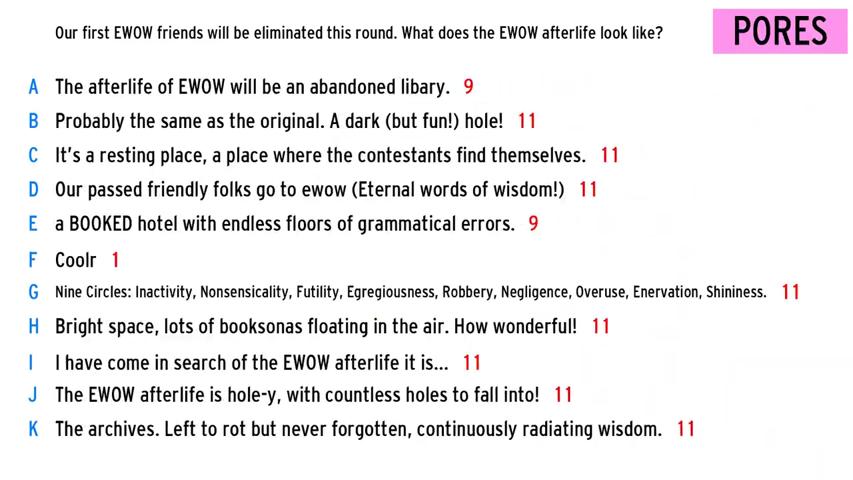 Our first EWOW friends will be eliminated this round. What does the EWOW afterlife look like?
PORES
A The afterlife of EWOW will be an abandoned libary. 9
B Probably the same as the original. A dark (but fun!) hole! 11
C It's a resting place, a place where the contestants find themselves. 11
D Our passed friendly folks go to ewow (Eternal words of wisdom!) 11
E a BOOKED hotel with endless floors of grammatical errors. 9
F Coolr 1
G Nine Circles: Inactivity, Nonsensicality, Futility, Egregiousness, Robbery, Negligence, Overuse, Enervation, Shininess. 11
H Bright space, lots of booksonas floating in the air. How wonderful! 11
I I have come in search of the EWOW afterlife it is... 11
J The EWOW afterlife is hole-y, with countless holes to fall into! 11
K The archives. Left to rot but never forgotten, continuously radiating wisdom. 11